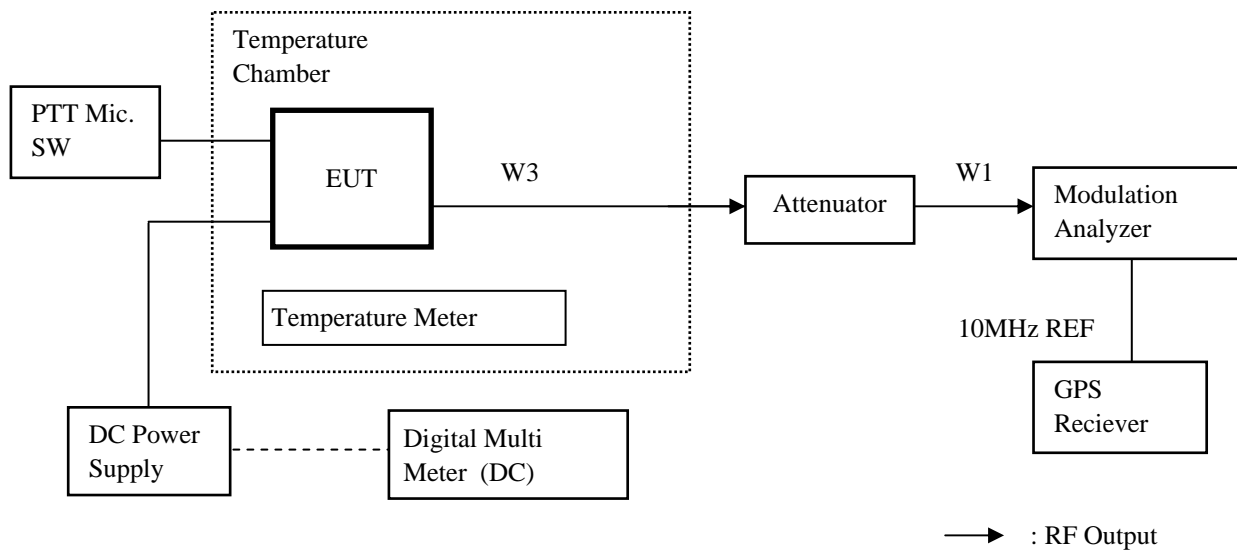 Temperature
Chamber
PTT Mic.
SW
EUT
W3
Attenuator
W1
Modulation
Analyzer
Temperature Meter
10MHz REF
GPS
Reciever
DC Power
Supply
Digital Multi
Meter (DC)
: RF Output